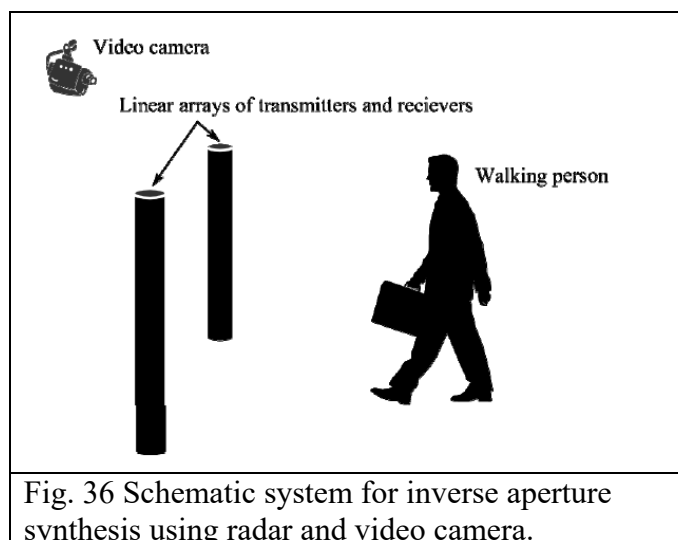 Video camera
Linear arrays of transmitters and recievers
Walking person
Fig. 36 Schematic system for inverse aperture
synthesis using radar and video camera.